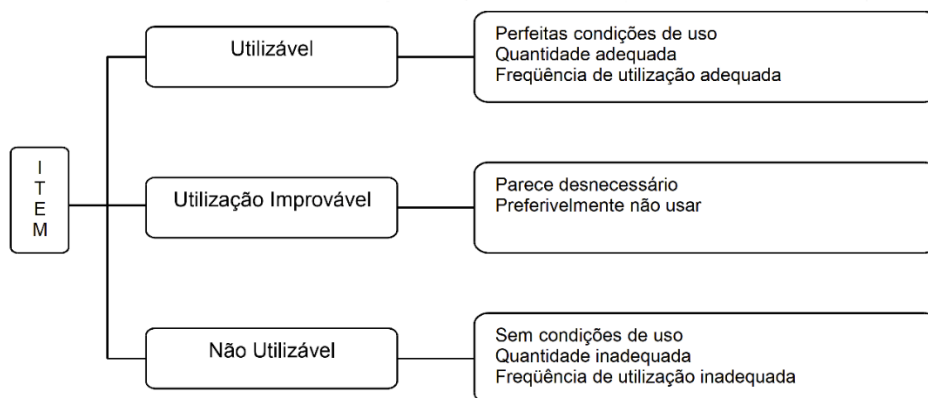 Utilizável
Perfeitas condições de uso
Quantidade adequada
Freqüência de utilização adequada
I
T
E
M
Utilização Improvável
Parece desnecessário
Preferivelmente não usar
Não Utilizável
Sem condições de uso
Quantidade inadequada
Freqüência de utilização inadequada